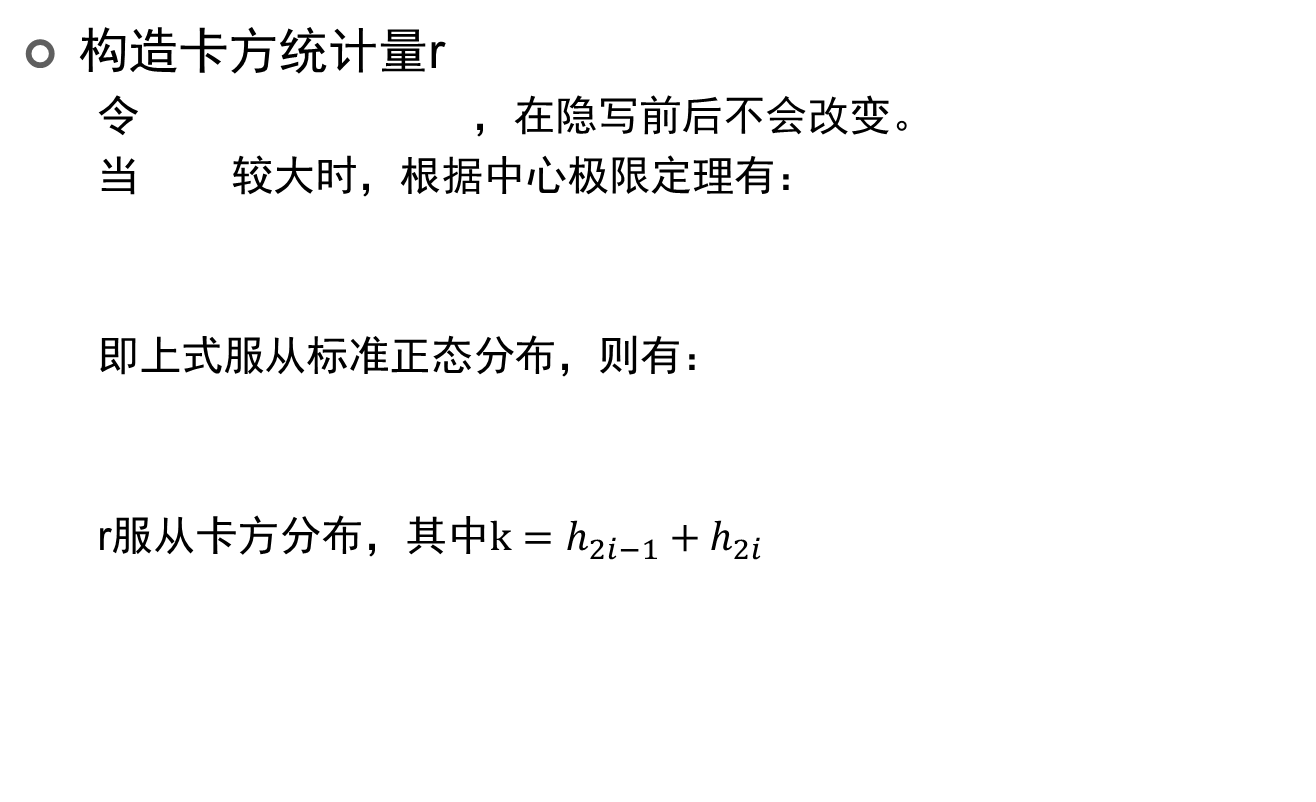 构造卡方统计量r
令 ，在隐写前后不会改变。
当 较大时，根据中心极限定理有：
即上式服从标准正态分布，则有：
r服从卡方分布，其中k = h_{2i−1} + h_{2i}